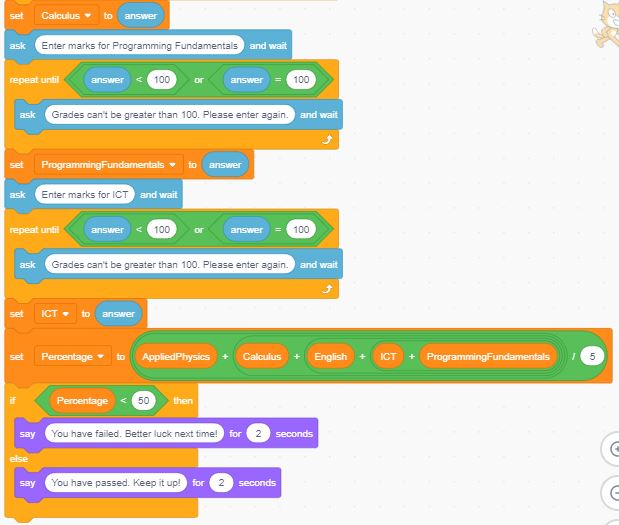 set Calculus to answer
ask Enter marks for Programming Fundamentals and wait
repeat until answer < 100 or answer = 100
ask Grades can't be greater than 100. Please enter again. and wait
set ProgrammingFundamentals to answer
ask Enter marks for ICT and wait
repeat until answer < 100 or answer = 100
ask Grades can't be greater than 100. Please enter again. and wait
set ICT to answer
set Percentage to AppliedPhysics + Calculus + English + ICT + ProgrammingFundamentals / 5
if Percentage < 50 then
say You have failed. Better luck next time! for 2 seconds
else
say You have passed. Keep it up! for 2 seconds